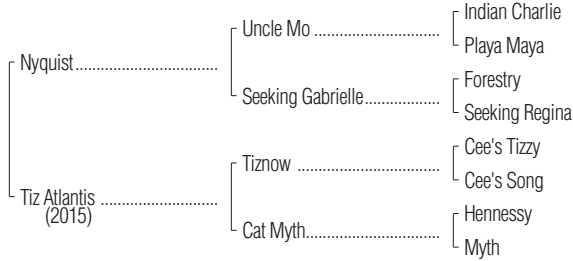 Indian Charlie
Uncle Mo ..................................
Playa Maya
Nyquist.......................................
Forestry
Seeking Gabrielle.....................
Seeking Regina
Cee's Tizzy
Tiznow .......................................
Cee's Song
Tiz Atlantis ................................
(2015)
Hennessy
Cat Myth.....................................
Myth